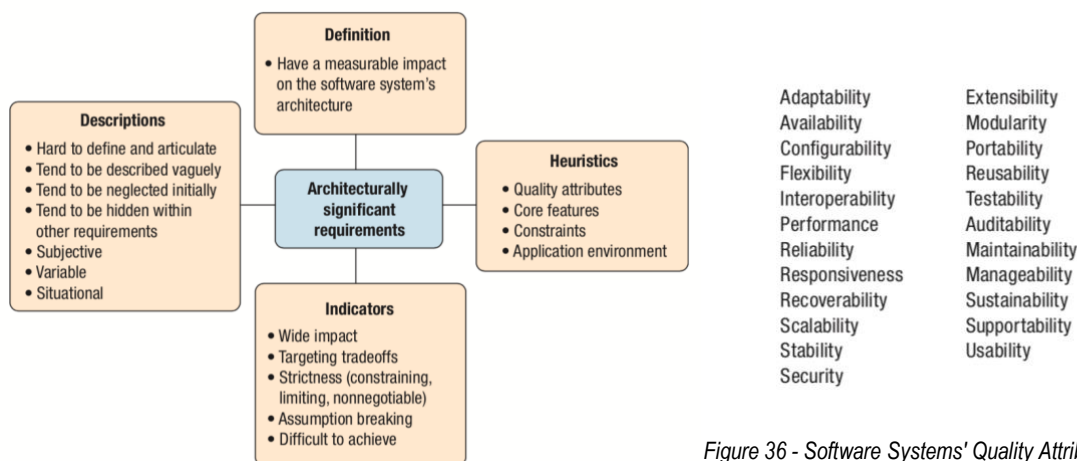 Definition
• Have a measurable impact
on the software system's
architecture
Descriptions
• Hard to define and articulate
• Tend to be described vaguely
• Tend to be neglected initially
• Tend to be hidden within
other requirements
• Subjective
• Variable
• Situational
Architecturally
significant
requirements
Heuristics
• Quality attributes
• Core features
• Constraints
• Application environment
Indicators
• Wide impact
• Targeting tradeoffs
• Strictness (constraining,
limiting, nonnegotiable)
• Assumption breaking
• Difficult to achieve
Adaptability
Availability
Configurability
Flexibility
Interoperability
Performance
Reliability
Responsiveness
Recoverability
Scalability
Stability
Security
Extensibility
Modularity
Portability
Reusability
Testability
Auditability
Maintainability
Manageability
Sustainability
Supportability
Usability
Figure 36 - Software Systems' Quality